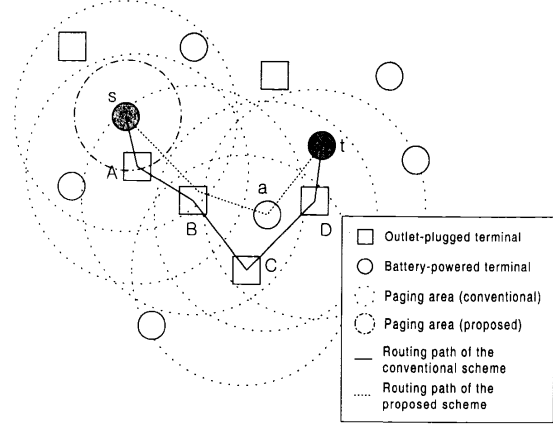 s
t
A
a
B
D
C
Outlet-plugged terminal
Battery-powered terminal
Paging area (conventional)
Paging area (proposed)
Routing path of the
conventional scheme
Routing path of the
proposed scheme